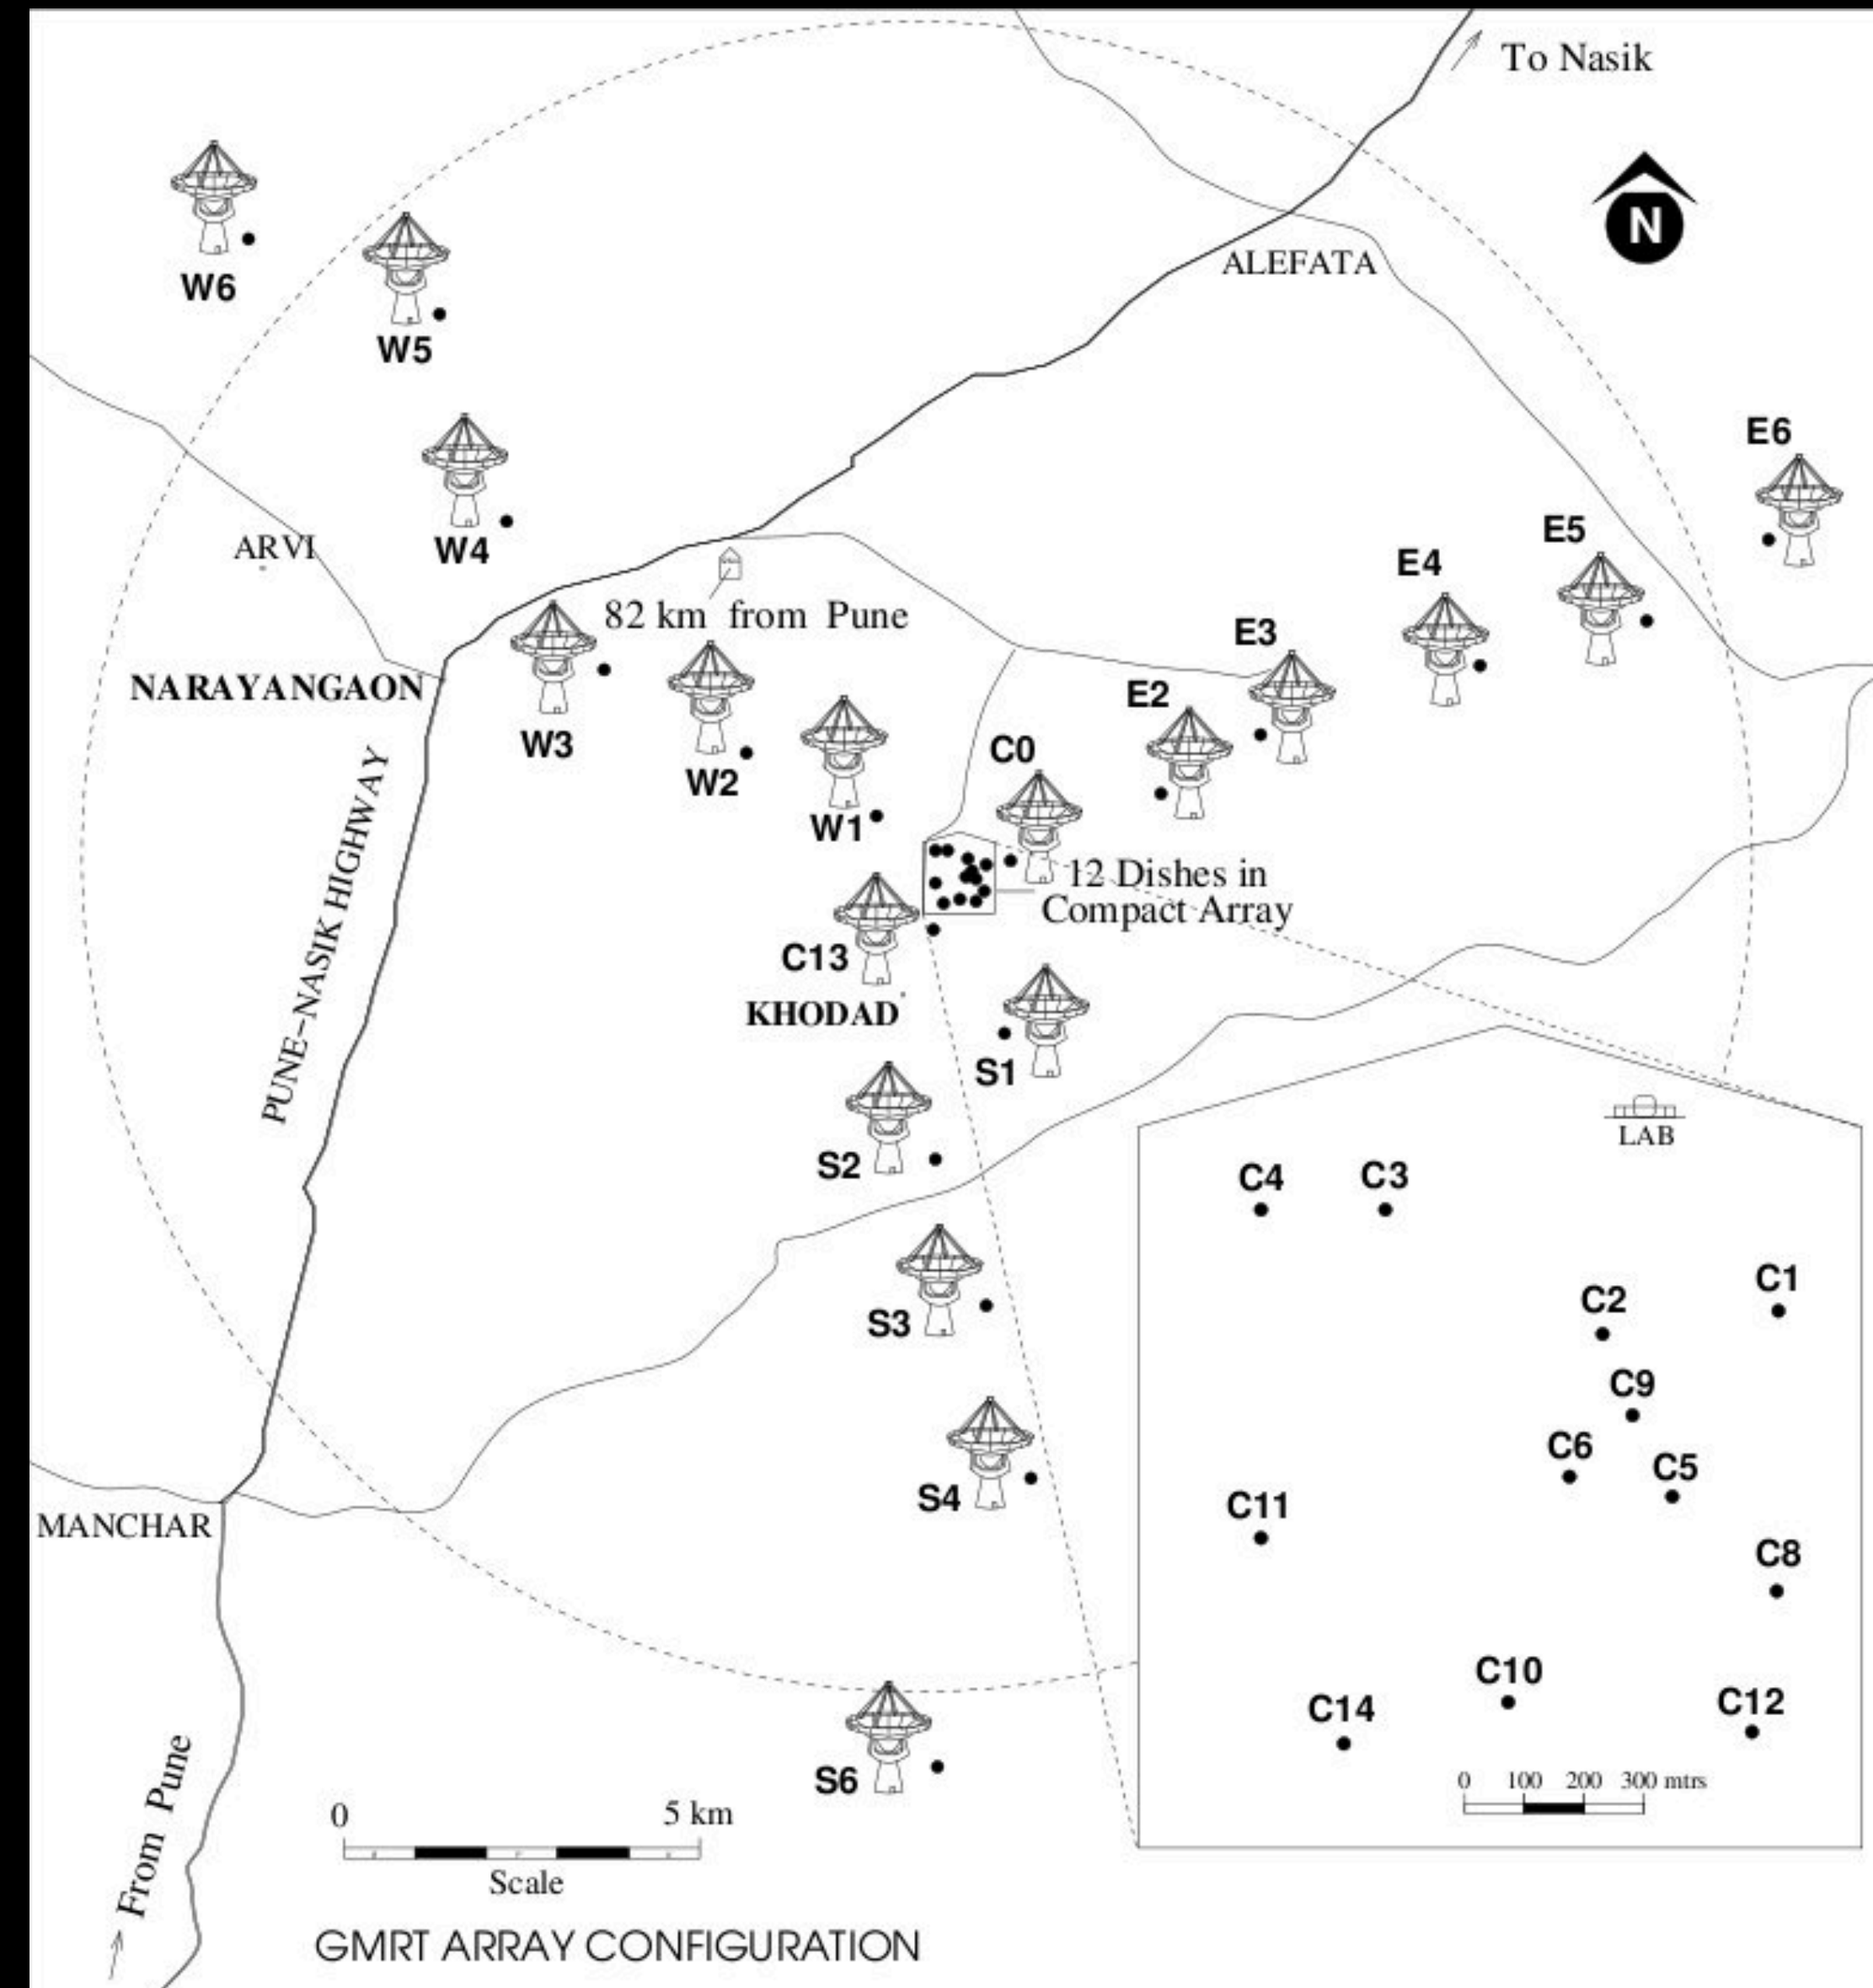 To Nasik
N
ALEFATA
W6
W5
E6
W4
E5
ARVI
E4
82 km from Pune
E3
NARAYANGAON
E2
W3
C0
W2
W1
12 Dishes in
Compact Array
PUNE-NASIK HIGHWAY
C13
KHODAD
S1
LAB
S2
C4
C3
C1
C2
S3
C9
C6
C5
S4
C11
MANCHAR
C8
C10
C14
C12
S6
0 100 200 300 mtrs
0 5 km
From Pune
Scale
GMRT ARRAY CONFIGURATION